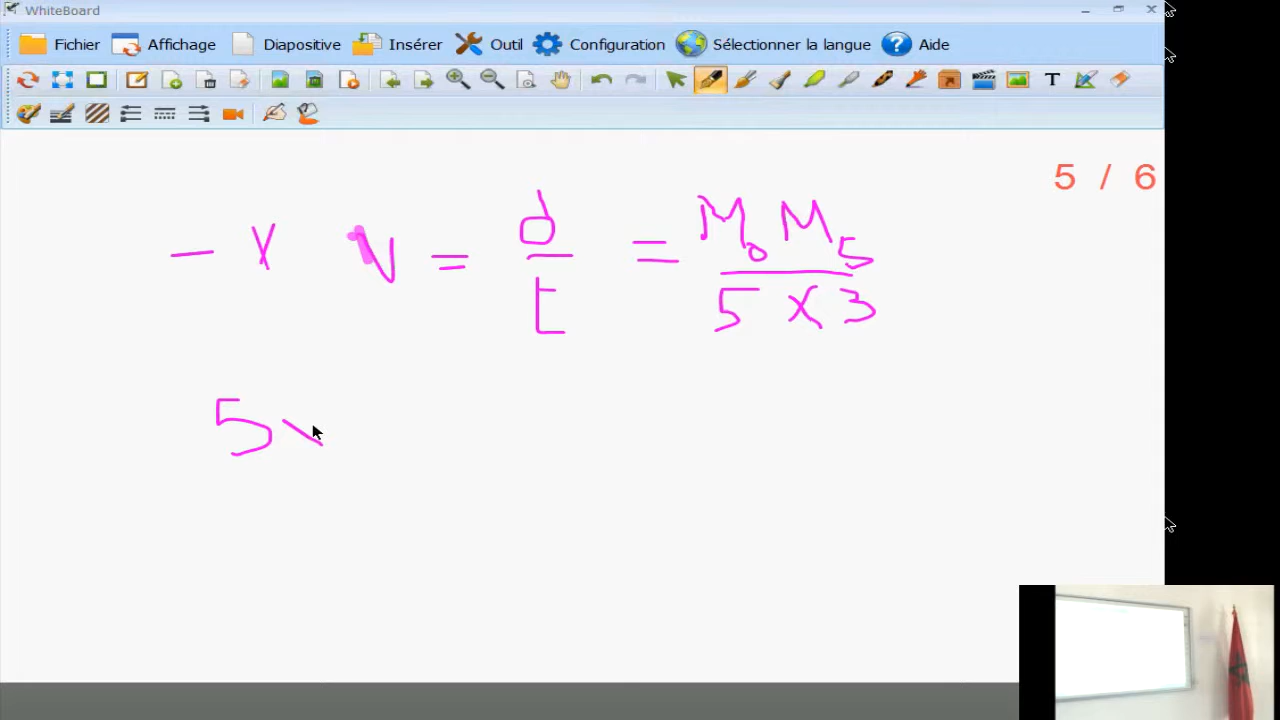 WhiteBoard
Fichier Affichage Diapositive Insérer Outil Configuration Sélectionner la langue Aide
5 / 6
V = d / t = M₀M₅ / 5 × 3
5